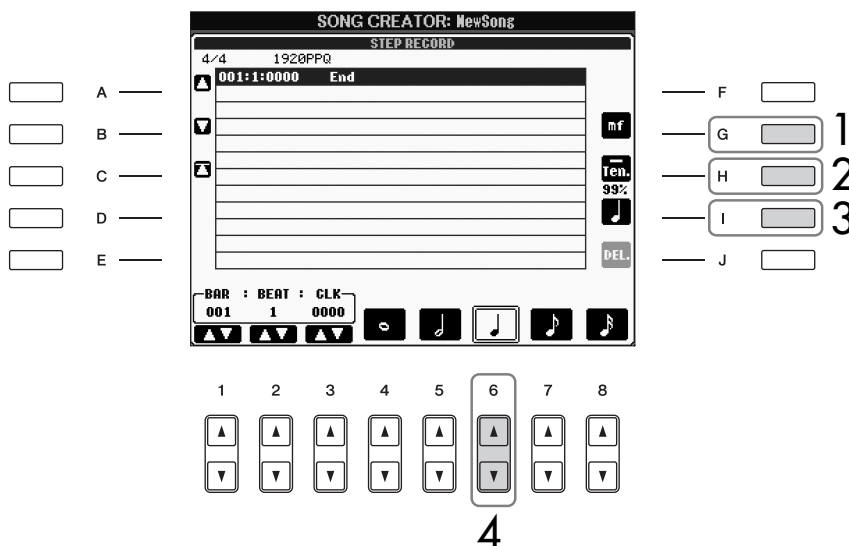 SONG CREATOR: NewSong
STEP RECORD
4/4 1920PPQ
001:1:0000 End
A
B
C
D
E
F
G 1
H 2
I 3
J
mf
Ten.
99%
DEL.
BAR : BEAT : CLK
001 1 0000
1 2 3 4 5 6 7 8
4